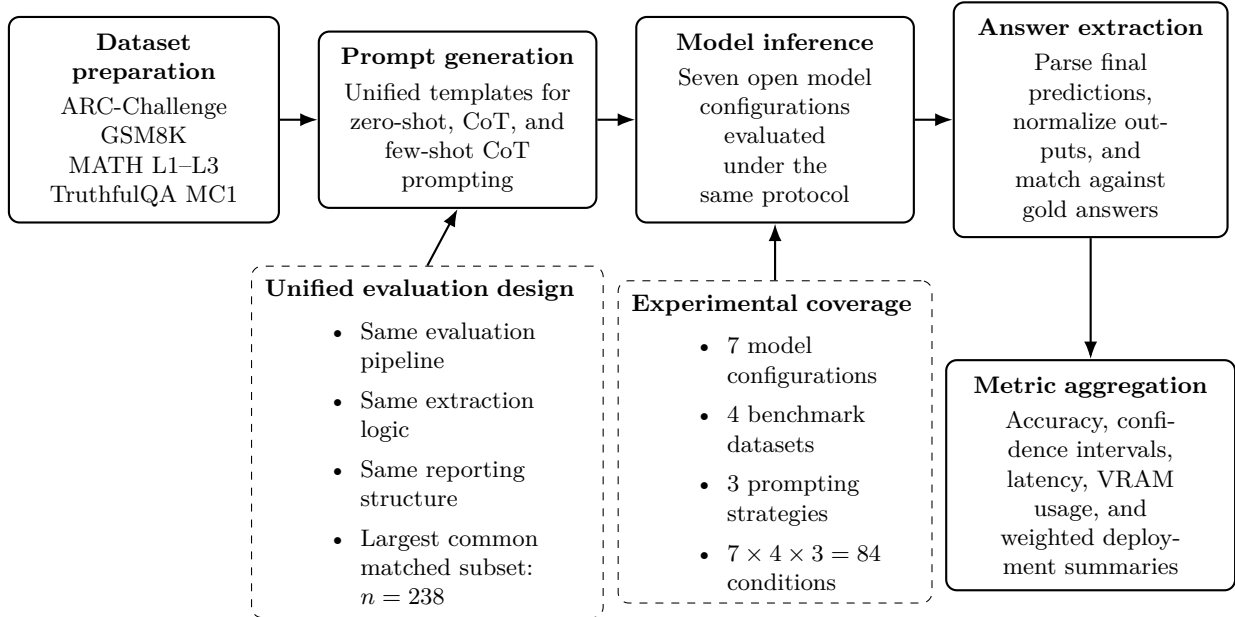 Dataset
preparation
ARC-Challenge
GSM8K
MATH L1–L3
TruthfulQA MC1
Prompt generation
Unified templates for
zero-shot, CoT, and
few-shot CoT
prompting
Model inference
Seven open model
configurations
evaluated
under the
same protocol
Answer extraction
Parse final
predictions,
normalize out-
puts, and
match against
gold answers
Unified evaluation design
• Same evaluation
pipeline
• Same extraction
logic
• Same reporting
structure
• Largest common
matched subset:
n = 238
Experimental coverage
• 7 model
configurations
• 4 benchmark
datasets
• 3 prompting
strategies
• 7 × 4 × 3 = 84
conditions
Metric aggregation
Accuracy, confi-
dence intervals,
latency, VRAM
usage, and
weighted deploy-
ment summaries